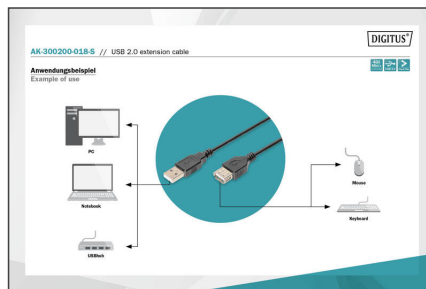 DIGITUS®
AK-300200-018-S // USB 2.0 extension cable
Anwendungsbeispiel
Example of use
PC
Notebook
USBhub
Mouse
Keyboard